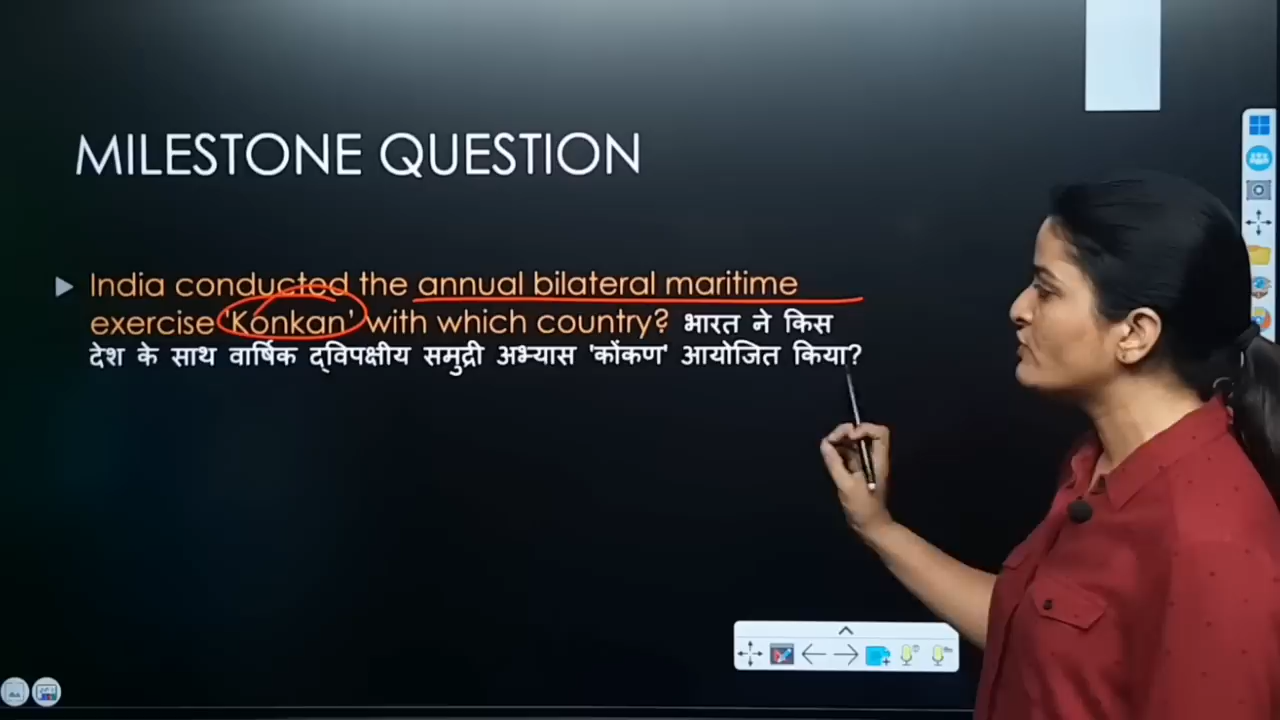 MILESTONE QUESTION
India conducted the annual bilateral maritime
exercise 'Konkan' with which country? भारत ने किस
देश के साथ वार्षिक द्विपक्षीय समुद्री अभ्यास 'कोंकण' आयोजित किया?